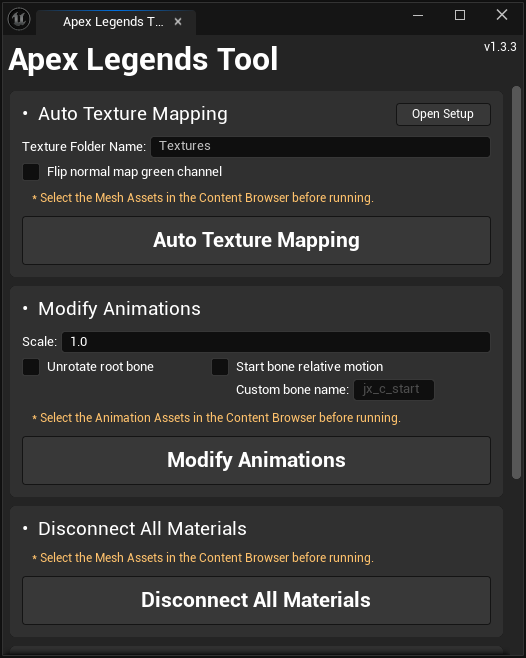 Apex Legends T...
v1.3.3
Apex Legends Tool
• Auto Texture Mapping
Open Setup
Texture Folder Name: Textures
Flip normal map green channel
* Select the Mesh Assets in the Content Browser before running.
Auto Texture Mapping
• Modify Animations
Scale: 1.0
Unrotate root bone
Start bone relative motion
Custom bone name: jx_c_start
* Select the Animation Assets in the Content Browser before running.
Modify Animations
• Disconnect All Materials
* Select the Mesh Assets in the Content Browser before running.
Disconnect All Materials